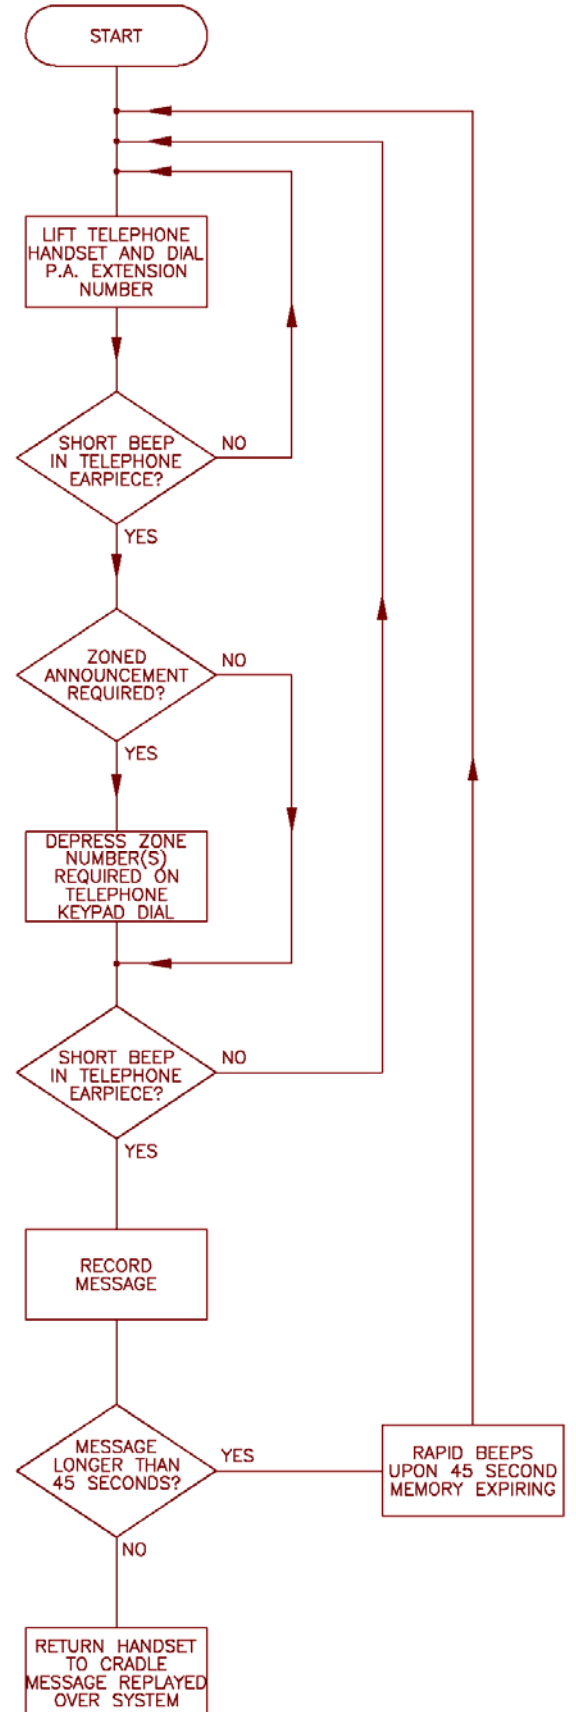 START
LIFT TELEPHONE
HANDSET AND DIAL
P.A. EXTENSION
NUMBER
SHORT BEEP
IN TELEPHONE
EARPIECE?
NO
YES
ZONED
ANNOUNCEMENT
REQUIRED?
NO
YES
DEPRESS ZONE
NUMBER(S)
REQUIRED ON
TELEPHONE
KEYPAD DIAL
SHORT BEEP
IN TELEPHONE
EARPIECE?
NO
YES
RECORD
MESSAGE
MESSAGE
LONGER THAN
45 SECONDS?
YES
RAPID BEEPS
UPON 45 SECOND
MEMORY EXPIRING
NO
RETURN HANDSET
TO CRADLE
MESSAGE REPLAYED
OVER SYSTEM